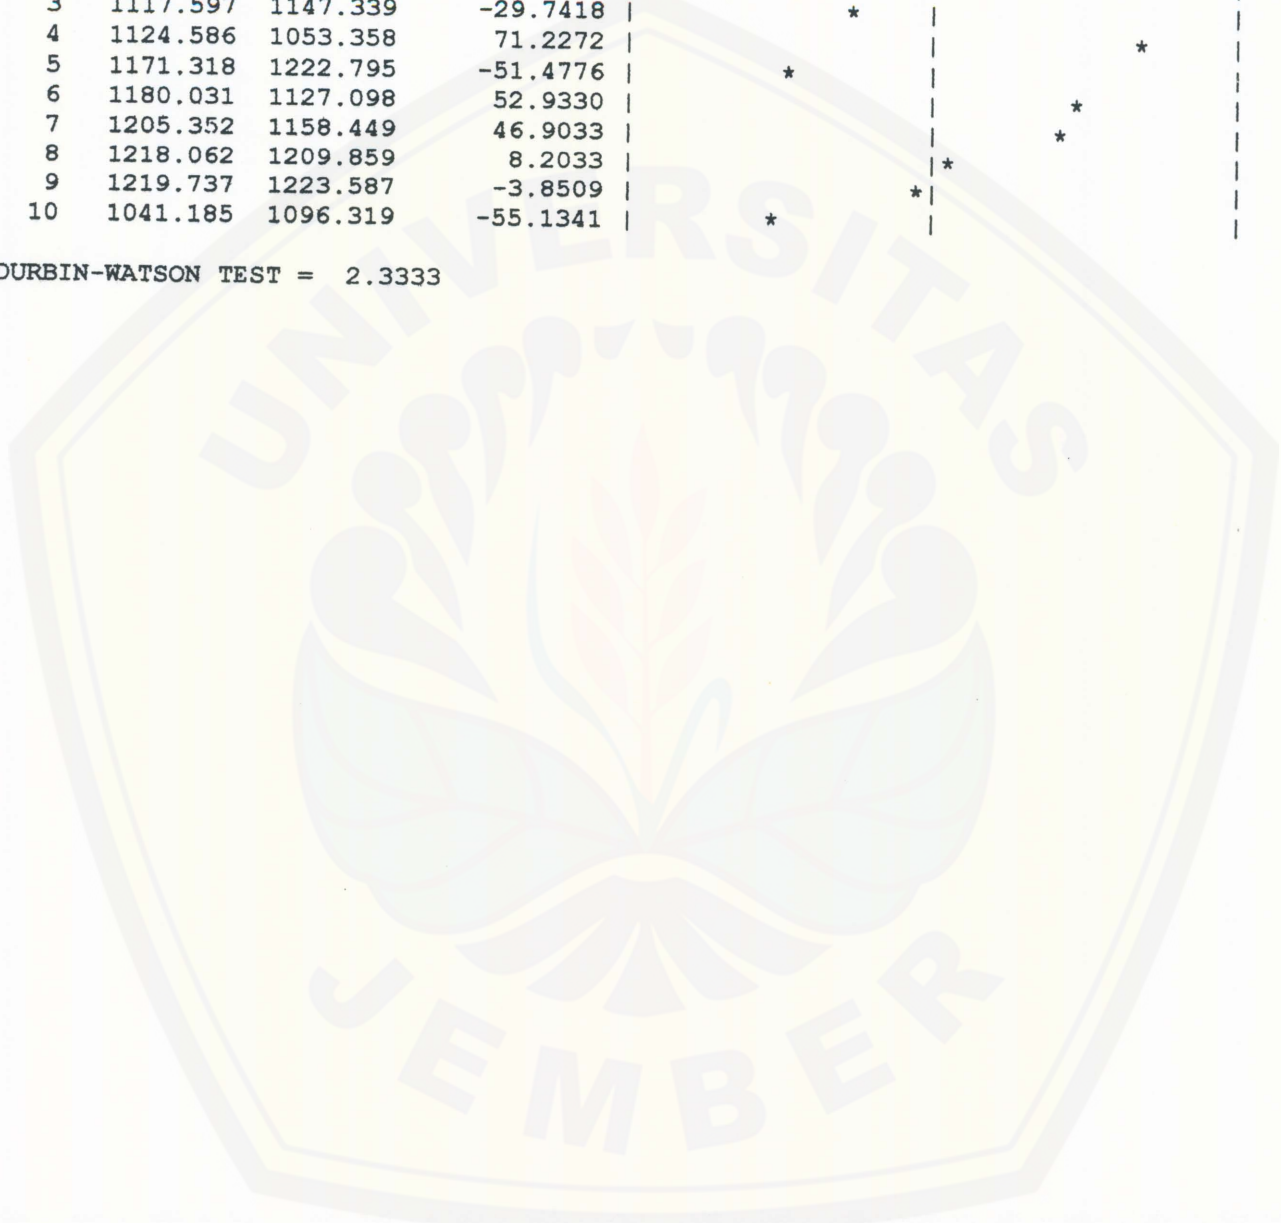 3 1117.597 1147.339 -29.7418 | * | |
4 1124.586 1053.358 71.2272 | | * |
5 1171.318 1222.795 -51.4776 | * | |
6 1180.031 1127.098 52.9330 | | * |
7 1205.352 1158.449 46.9033 | | * |
8 1218.062 1209.859 8.2033 | |* |
9 1219.737 1223.587 -3.8509 | *| |
10 1041.185 1096.319 -55.1341 | * | |
DURBIN-WATSON TEST = 2.3333
UNIVERSITAS
JEMBER